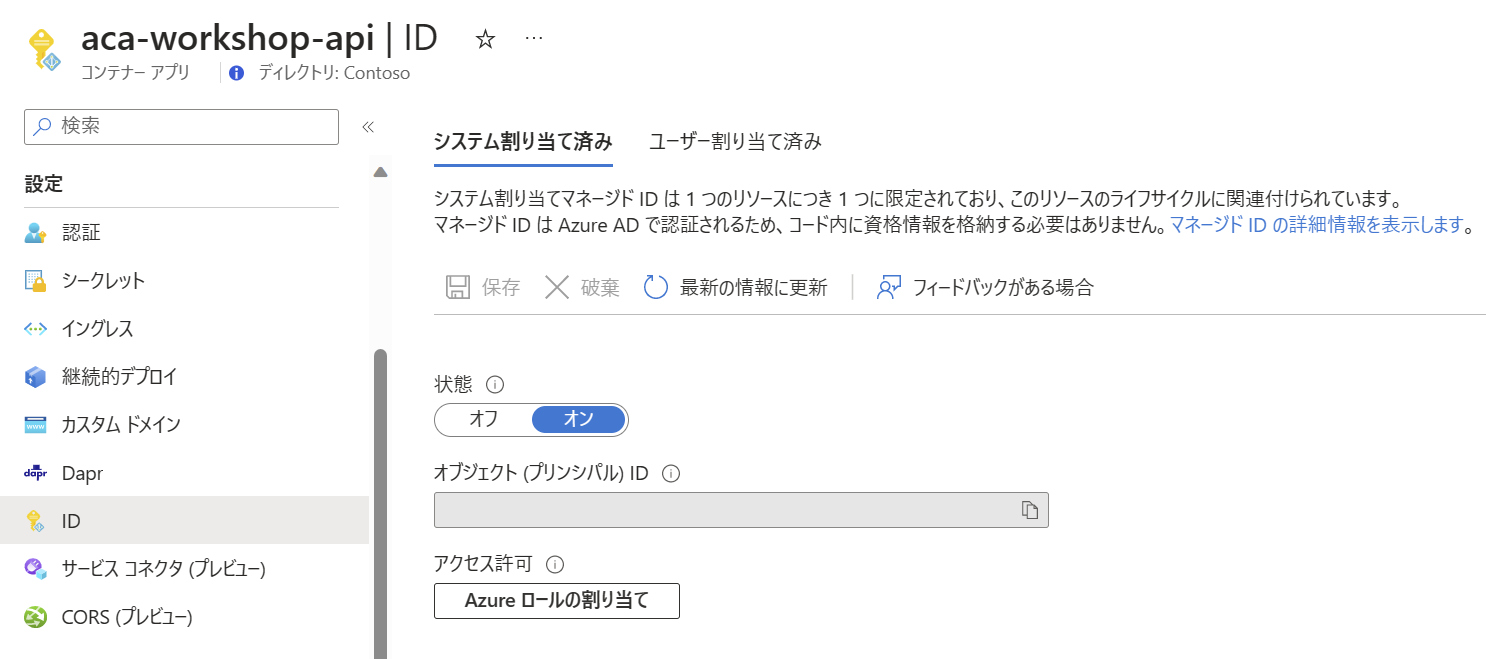 aca-workshop-api | ID
コンテナー アプリ
ディレクトリ: Contoso
検索
設定
認証
シークレット
イングレス
継続的デプロイ
カスタム ドメイン
Dapr
ID
サービス コネクタ (プレビュー)
CORS (プレビュー)
システム割り当て済み
ユーザー割り当て済み
システム割り当てマネージド ID は 1 つのリソースにつき 1 つに限定されており、このリソースのライフサイクルに関連付けられています。
マネージド ID は Azure AD で認証されるため、コード内に資格情報を格納する必要はありません。マネージド ID の詳細情報を表示します。
保存
破棄
最新の情報に更新
フィードバックがある場合
状態
オフ
オン
オブジェクト (プリンシパル) ID
アクセス許可
Azure ロールの割り当て